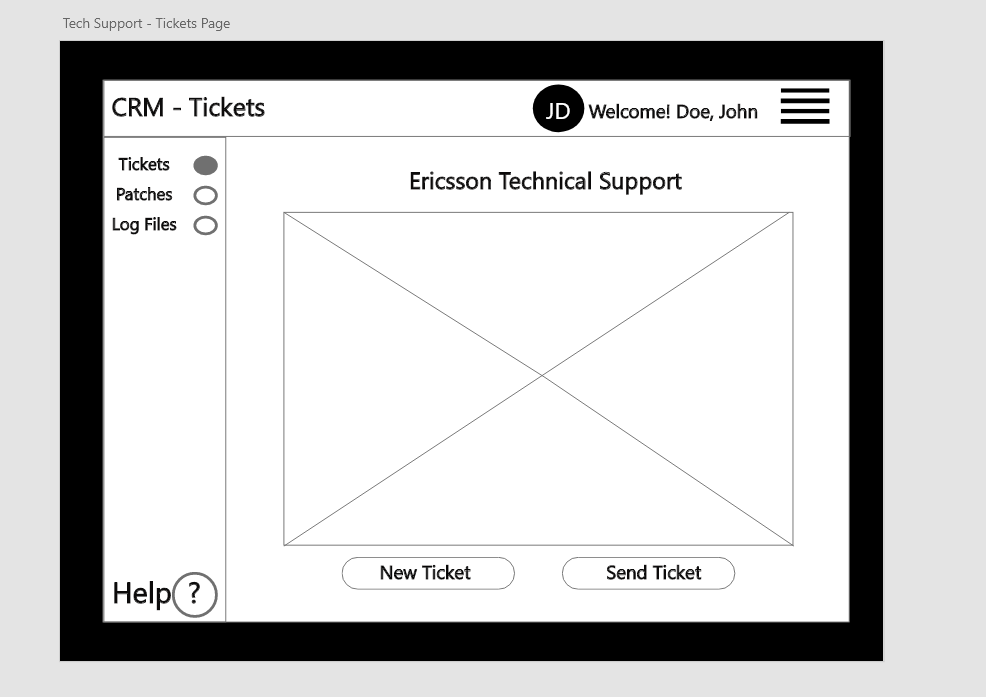 Tech Support - Tickets Page
CRM - Tickets
JD Welcome! Doe, John
Tickets
Patches
Log Files
Ericsson Technical Support
New Ticket
Send Ticket
Help ?